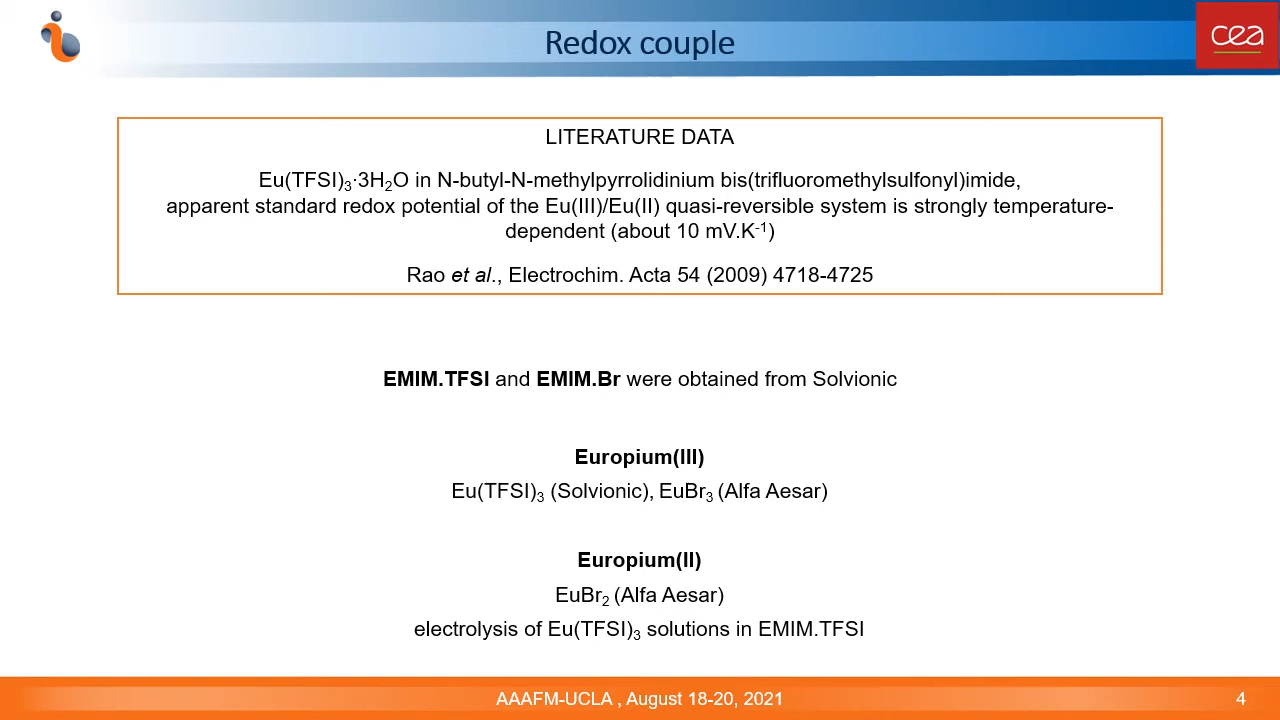 Redox couple
cea
LITERATURE DATA
Eu(TFSI)₃·3H₂O in N-butyl-N-methylpyrrolidinium bis(trifluoromethylsulfonyl)imide,
apparent standard redox potential of the Eu(III)/Eu(II) quasi-reversible system is strongly temperature-
dependent (about 10 mV.K⁻¹)
Rao et al., Electrochim. Acta 54 (2009) 4718-4725
EMIM.TFSI and EMIM.Br were obtained from Solvionic
Europium(III)
Eu(TFSI)₃ (Solvionic), EuBr₃ (Alfa Aesar)
Europium(II)
EuBr₂ (Alfa Aesar)
electrolysis of Eu(TFSI)₃ solutions in EMIM.TFSI
AAAFM-UCLA , August 18-20, 2021
4